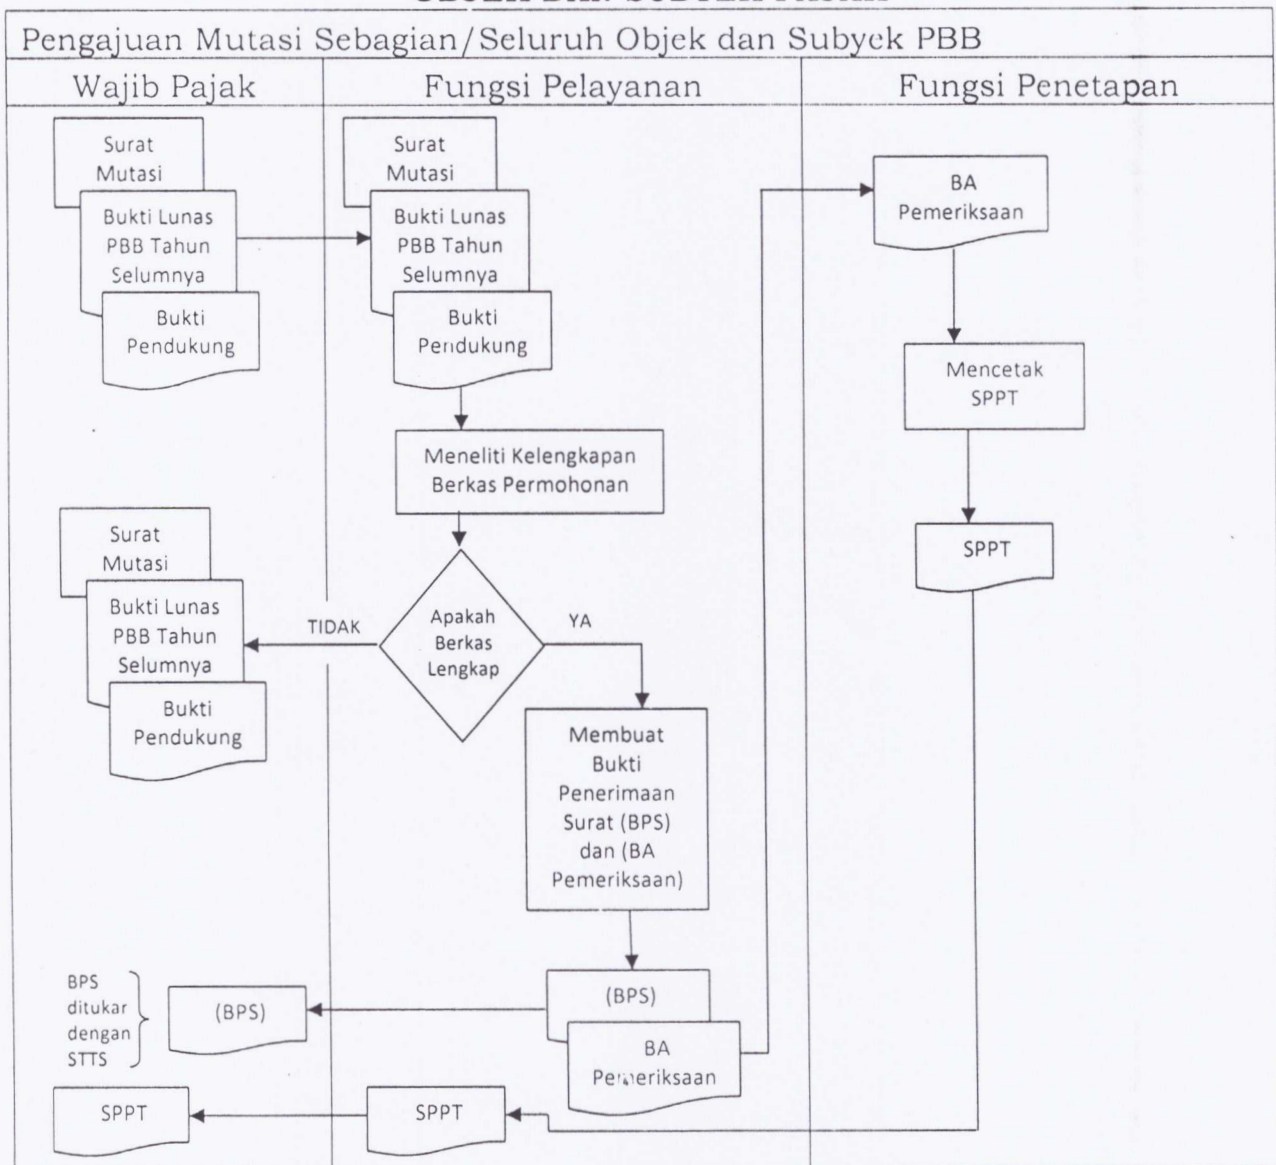 Pengajuan Mutasi Sebagian/Seluruh Objek dan Subyek PBB
Wajib Pajak
Fungsi Pelayanan
Fungsi Penetapan
Surat
Mutasi
Bukti Lunas
PBB Tahun
Selumnya
Bukti
Pendukung
Surat
Mutasi
Bukti Lunas
PBB Tahun
Selumnya
Bukti
Pendukung
BA
Pemeriksaan
Mencetak
SPPT
SPPT
Meneliti Kelengkapan
Berkas Permohonan
Surat
Mutasi
Bukti Lunas
PBB Tahun
Selumnya
Bukti
Pendukung
TIDAK
Apakah
Berkas
Lengkap
YA
Membuat
Bukti
Penerimaan
Surat (BPS)
dan (BA
Pemeriksaan)
BPS
ditukar
dengan
STTS
(BPS)
(BPS)
BA
Pemeriksaan
SPPT
SPPT